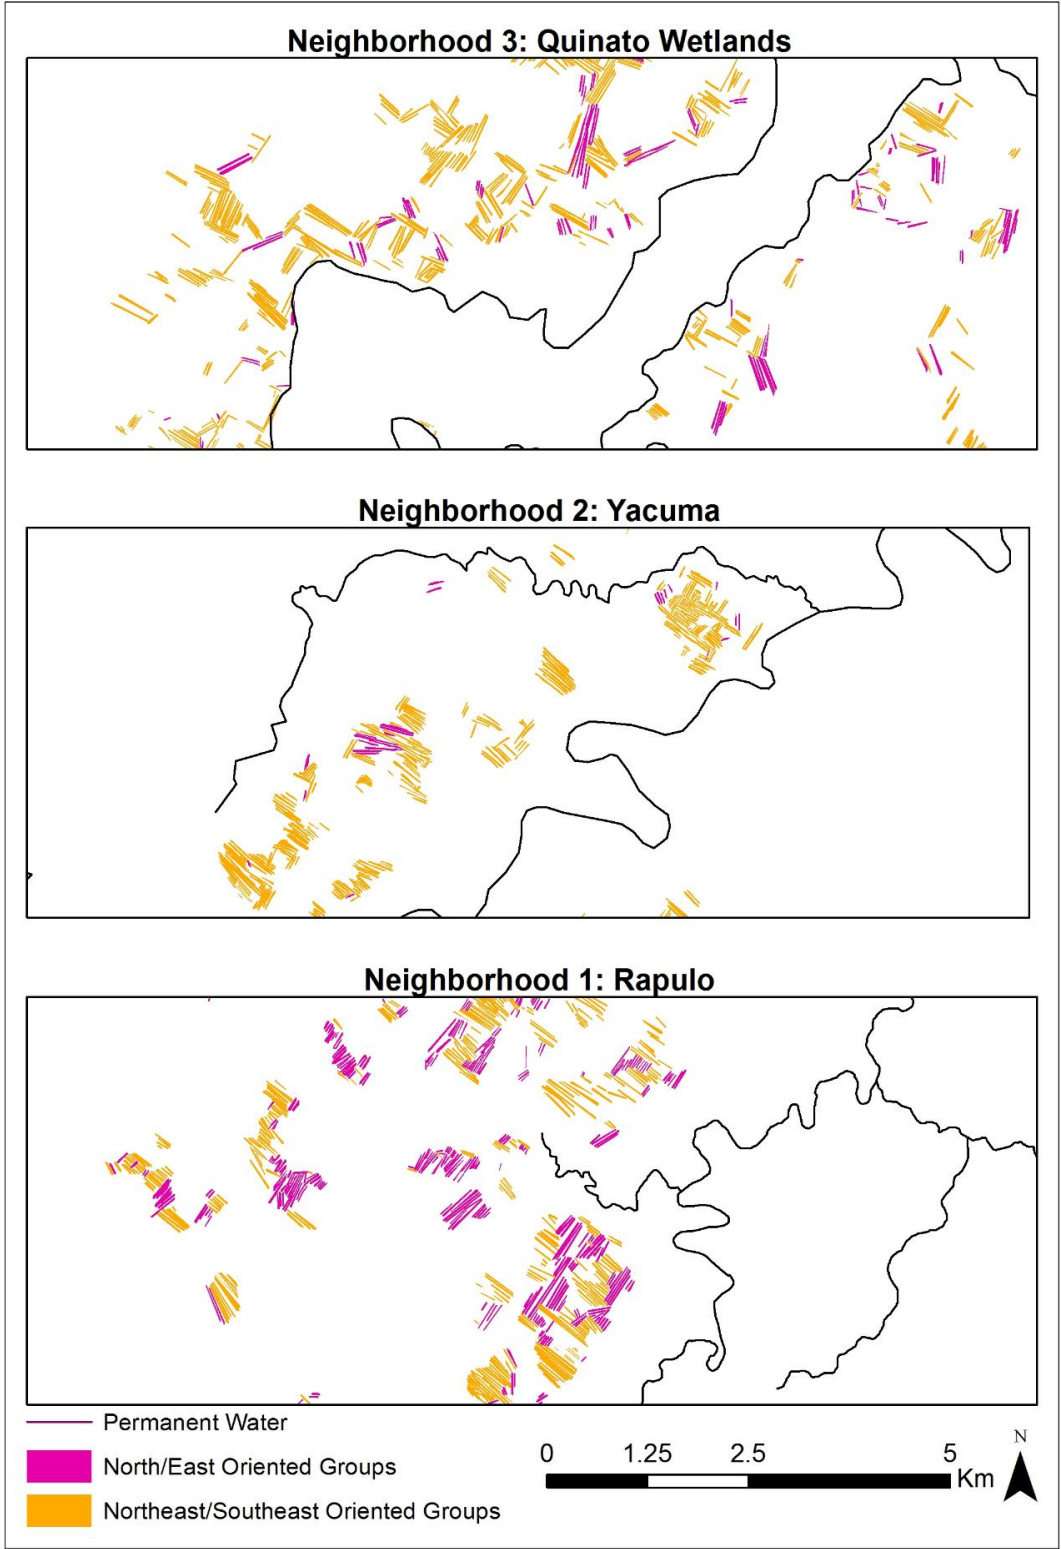 Neighborhood 3: Quinato Wetlands
Neighborhood 2: Yacuma
Neighborhood 1: Rapulo
Permanent Water
North/East Oriented Groups
Northeast/Southeast Oriented Groups
0 1.25 2.5 5
Km
N